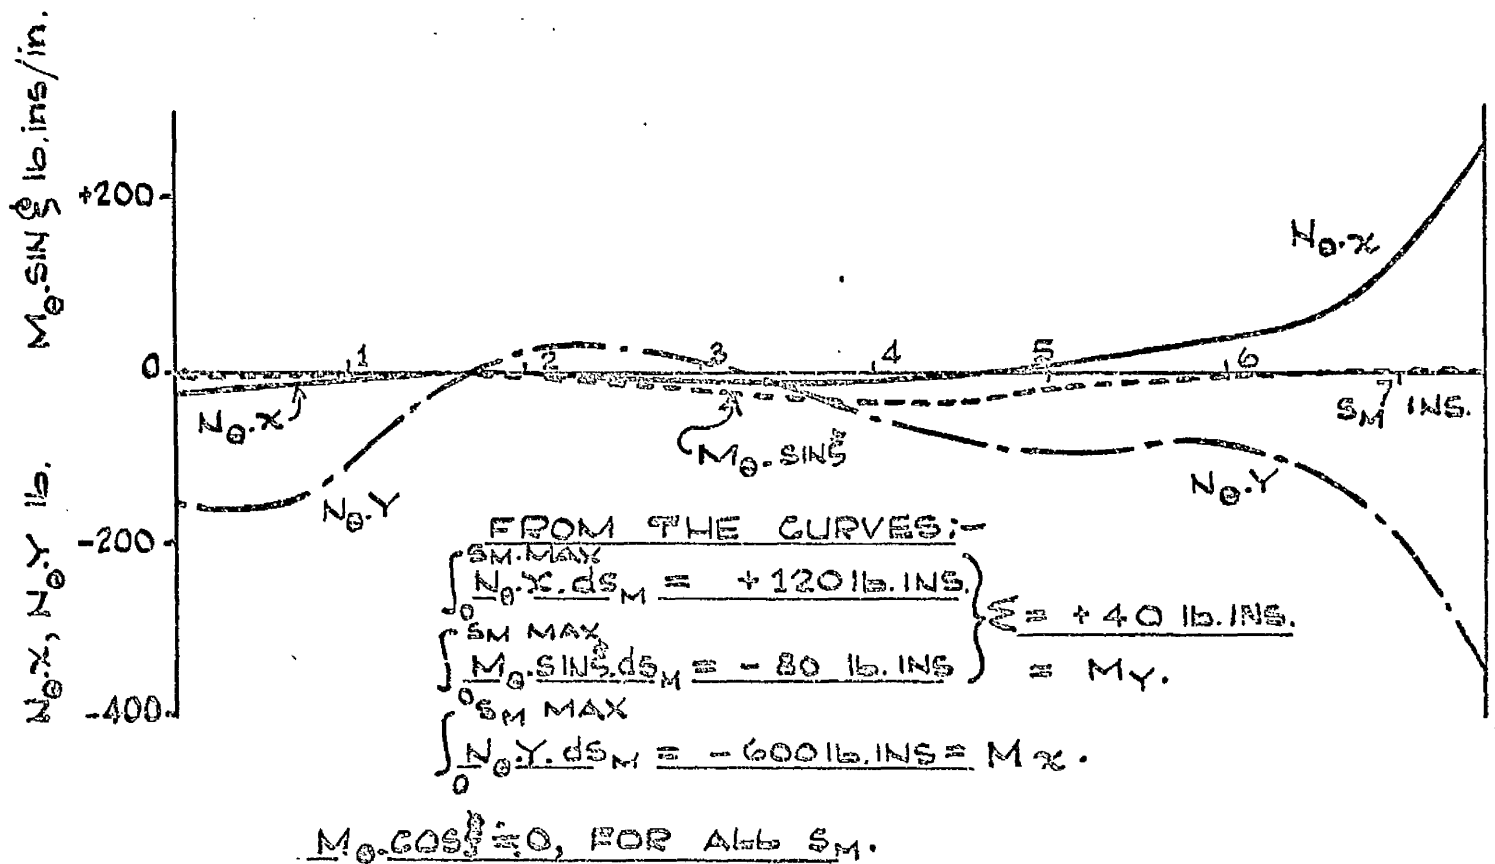 M_θ.SIN ξ lb.ins/in.
N_θ.x, N_θ.Y lb.
+200
0
-200
-400
1 2 3 4 5 6 7
S_M INS.
N_θ.x
N_θ.x
N_θ.Y
M_θ.SIN ξ
N_θ.Y
FROM THE CURVES:-
∫₀^{S_M.MAX} N_θ.x.dS_M = +120 lb.INS.
∫₀^{S_M MAX} M_θ.SIN ξ.dS_M = -80 lb.INS
Σ = +40 lb.INS.
= M_Y.
∫₀^{S_M MAX} N_θ.Y.dS_M = -600 lb.INS = M_x.
M_θ.COS ξ ≑ 0, FOR ALL S_M.